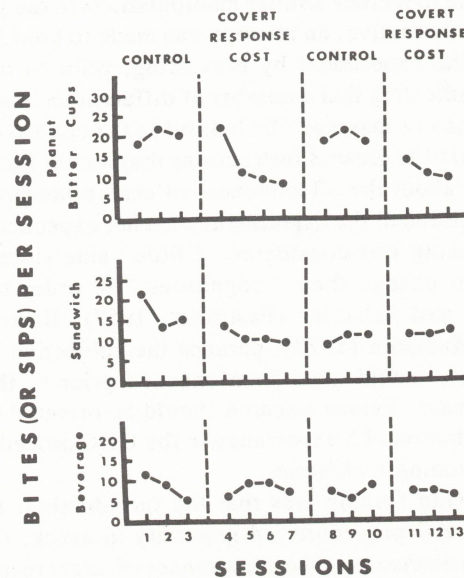 COVERT
RESPONSE
COST
COVERT
RESPONSE
COST
CONTROL
CONTROL
BITES (OR SIPS) PER SESSION
Peanut
Butter Cups
30
25
20
15
10
5
0
Sandwich
25
20
15
10
5
0
Beverage
20
15
10
5
0
1 2 3 4 5 6 7 8 9 10 11 12 13
SESSIONS